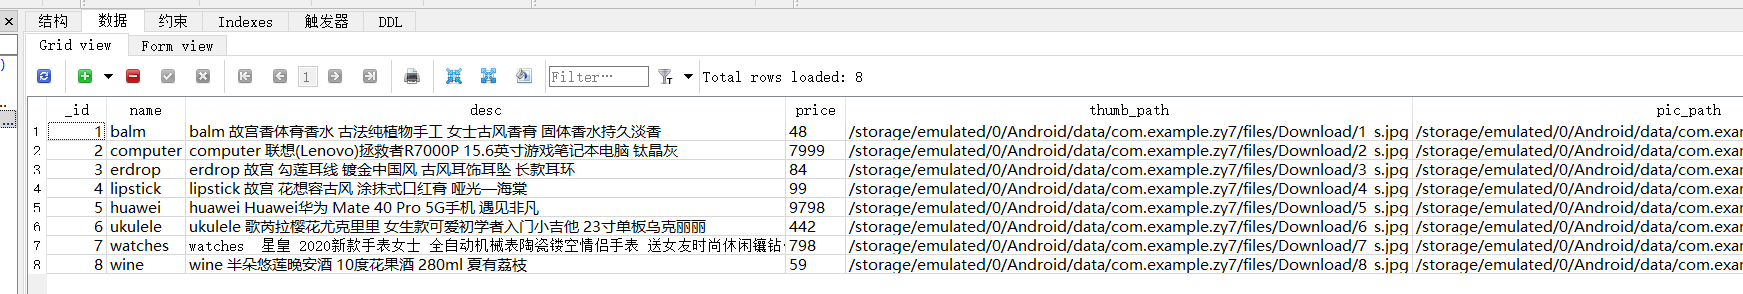 结构 数据 约束 Indexes 触发器 DDL
Grid view Form view
1 Filter… Total rows loaded: 8
_id name desc price thumb_path pic_path
1 1 balm balm 故宫香体膏香水 古法纯植物手工 女士古风香膏 固体香水持久淡香 48 /storage/emulated/0/Android/data/com.example.zy7/files/Download/1_s.jpg /storage/emulated/0/Android/data/com.exa
2 2 computer computer 联想(Lenovo)拯救者R7000P 15.6英寸游戏笔记本电脑 钛晶灰 7999 /storage/emulated/0/Android/data/com.example.zy7/files/Download/2_s.jpg /storage/emulated/0/Android/data/com.exa
3 3 erdrop erdrop 故宫 勾莲耳线 镀金中国风 古风耳饰耳坠 长款耳环 84 /storage/emulated/0/Android/data/com.example.zy7/files/Download/3_s.jpg /storage/emulated/0/Android/data/com.exa
4 4 lipstick lipstick 故宫 花想容古风 涂抹式口红膏 哑光—海棠 99 /storage/emulated/0/Android/data/com.example.zy7/files/Download/4_s.jpg /storage/emulated/0/Android/data/com.exa
5 5 huawei huawei Huawei华为 Mate 40 Pro 5G手机 遇见非凡 9798 /storage/emulated/0/Android/data/com.example.zy7/files/Download/5_s.jpg /storage/emulated/0/Android/data/com.exa
6 6 ukulele ukulele 歌芮拉樱花尤克里里 女生款可爱初学者入门小吉他 23寸单板乌克丽丽 442 /storage/emulated/0/Android/data/com.example.zy7/files/Download/6_s.jpg /storage/emulated/0/Android/data/com.exa
7 7 watches watches 星皇 2020新款手表女士 全自动机械表陶瓷镂空情侣手表 送女友时尚休闲镶钻 798 /storage/emulated/0/Android/data/com.example.zy7/files/Download/7_s.jpg /storage/emulated/0/Android/data/com.exa
8 8 wine wine 半朵悠莲晚安酒 10度花果酒 280ml 夏有荔枝 59 /storage/emulated/0/Android/data/com.example.zy7/files/Download/8_s.jpg /storage/emulated/0/Android/data/com.exa